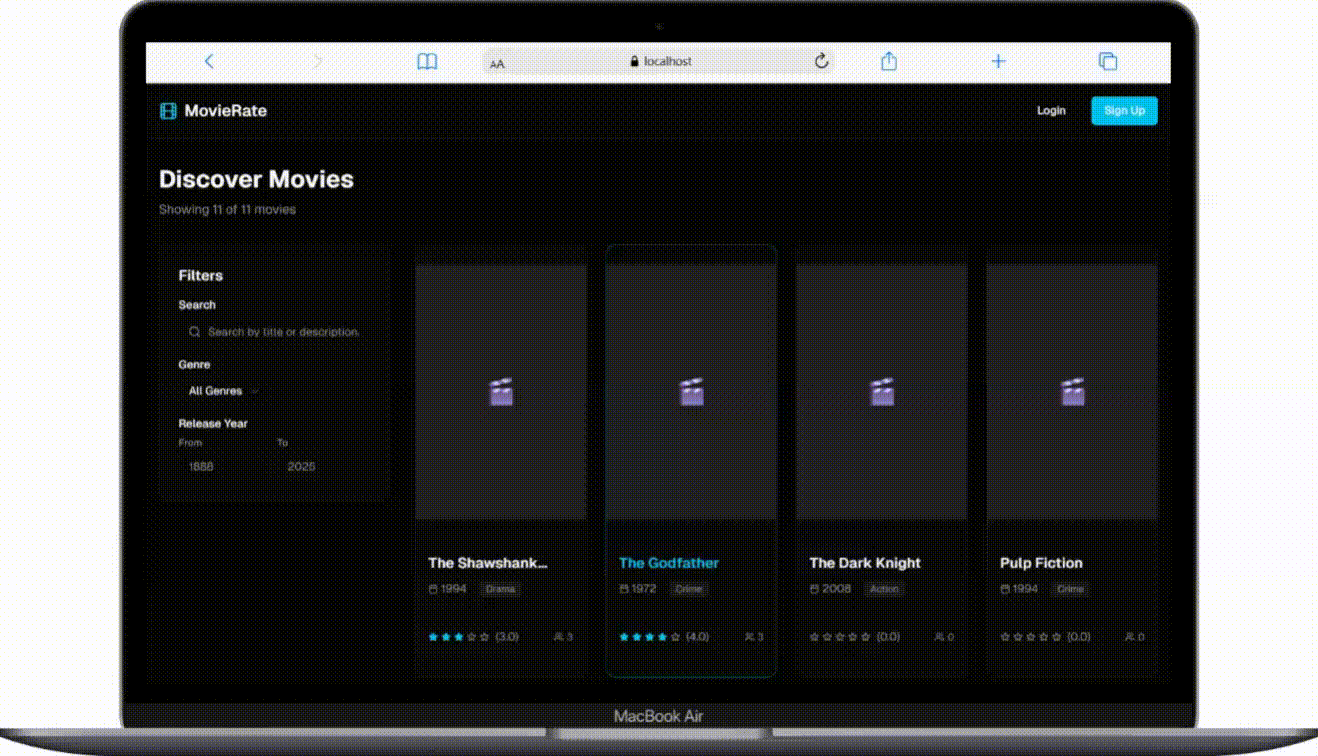 AA localhost
MovieRate Login Sign Up
Discover Movies
Showing 11 of 11 movies
Filters
Search
Search by title or description.
Genre
All Genres
Release Year
From To
1888 2025
The Shawshank...
1994 Drama
(3.0) 3
The Godfather
1972 Crime
(4.0) 3
The Dark Knight
2008 Action
(0.0) 0
Pulp Fiction
1994 Crime
(0.0) 0
MacBook Air